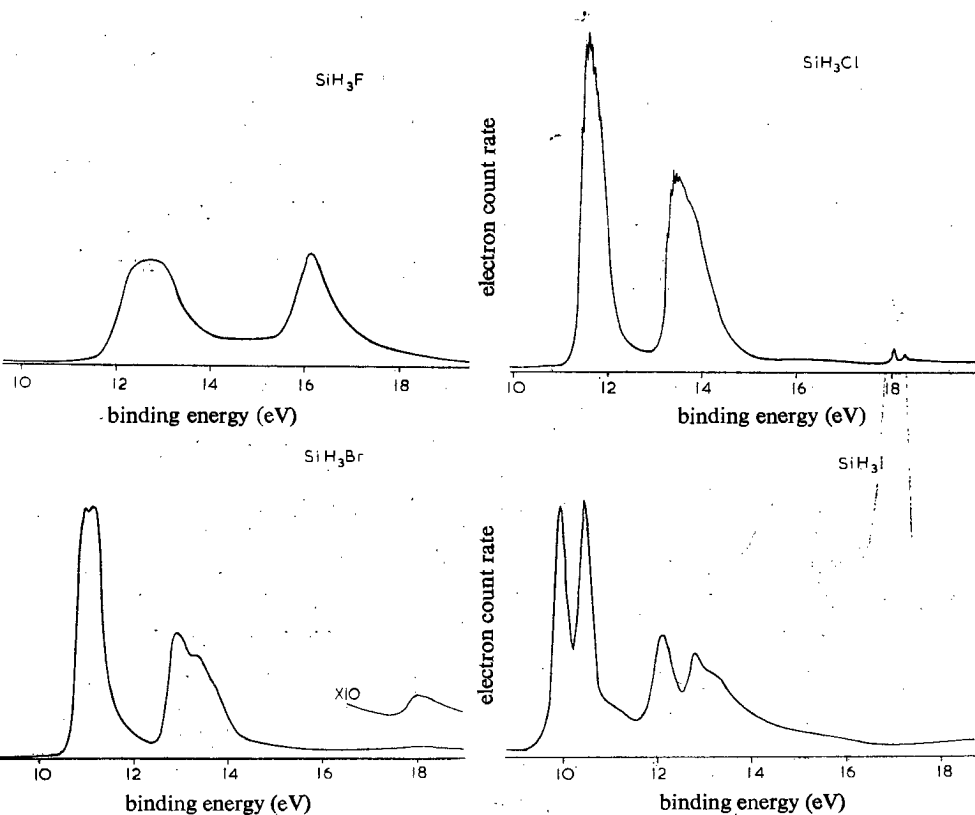 SiH₃F
10 12 14 16 18
binding energy (eV)
SiH₃Cl
electron count rate
10 12 14 16 18
binding energy (eV)
SiH₃Br
X10
10 12 14 16 18
binding energy (eV)
SiH₃I
electron count rate
10 12 14 16 18
binding energy (eV)